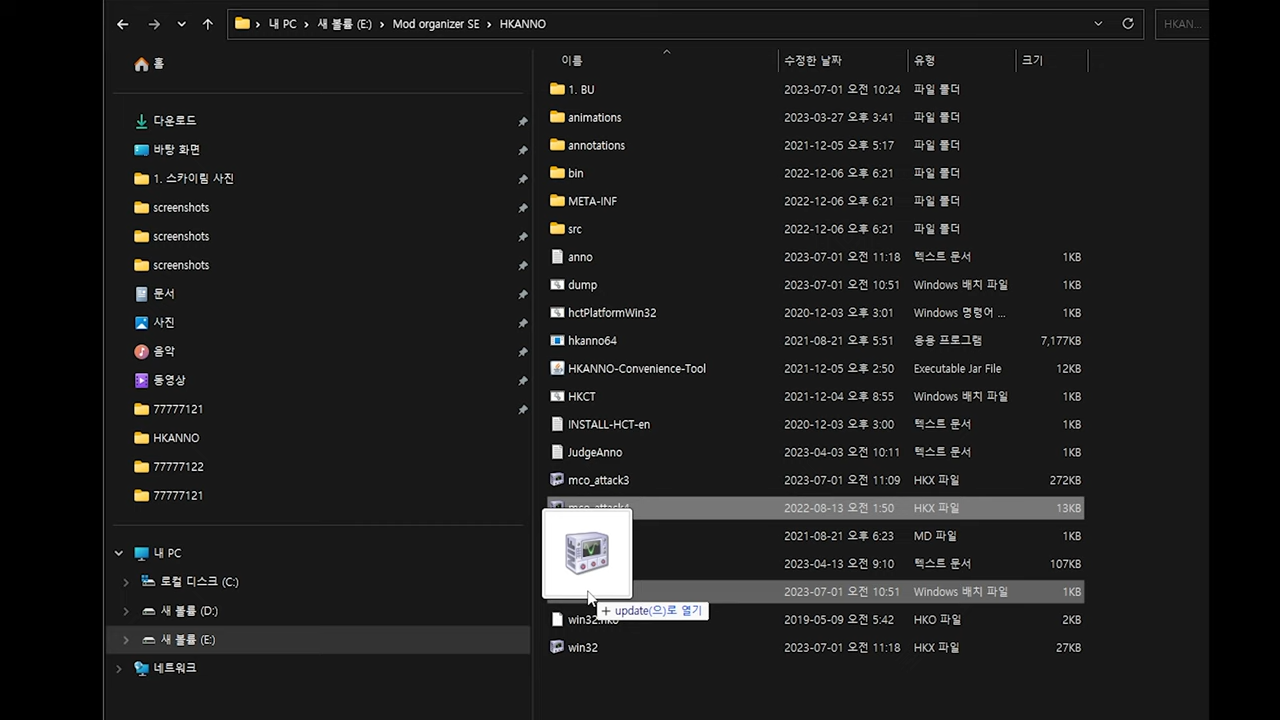 내 PC > 새 볼륨 (E:) > Mod organizer SE > HKANNO
HKAN...
홈
다운로드
바탕 화면
1. 스카이림 사진
screenshots
screenshots
screenshots
문서
사진
음악
동영상
77777121
HKANNO
77777122
77777121
내 PC
로컬 디스크 (C:)
새 볼륨 (D:)
새 볼륨 (E:)
네트워크
이름 수정한 날짜 유형 크기
1. BU 2023-07-01 오전 10:24 파일 폴더
animations 2023-03-27 오후 3:41 파일 폴더
annotations 2021-12-05 오후 5:17 파일 폴더
bin 2022-12-06 오후 6:21 파일 폴더
META-INF 2022-12-06 오후 6:21 파일 폴더
src 2022-12-06 오후 6:21 파일 폴더
anno 2023-07-01 오전 11:18 텍스트 문서 1KB
dump 2023-07-01 오전 10:51 Windows 배치 파일 1KB
hctPlatformWin32 2020-12-03 오후 3:01 Windows 명령어 ... 1KB
hkanno64 2021-08-21 오후 5:51 응용 프로그램 7,177KB
HKANNO-Convenience-Tool 2021-12-05 오후 2:50 Executable Jar File 12KB
HKCT 2021-12-04 오후 8:55 Windows 배치 파일 1KB
INSTALL-HCT-en 2020-12-03 오후 3:00 텍스트 문서 1KB
JudgeAnno 2023-04-03 오전 10:11 텍스트 문서 1KB
mco_attack3 2023-07-01 오전 11:09 HKX 파일 272KB
2022-08-13 오전 1:50 HKX 파일 13KB
2021-08-21 오후 6:23 MD 파일 1KB
2023-04-13 오전 9:10 텍스트 문서 107KB
2023-07-01 오전 10:51 Windows 배치 파일 1KB
+ update(으)로 열기
win32.hko 2019-05-09 오후 5:42 HKO 파일 2KB
win32 2023-07-01 오전 11:18 HKX 파일 27KB